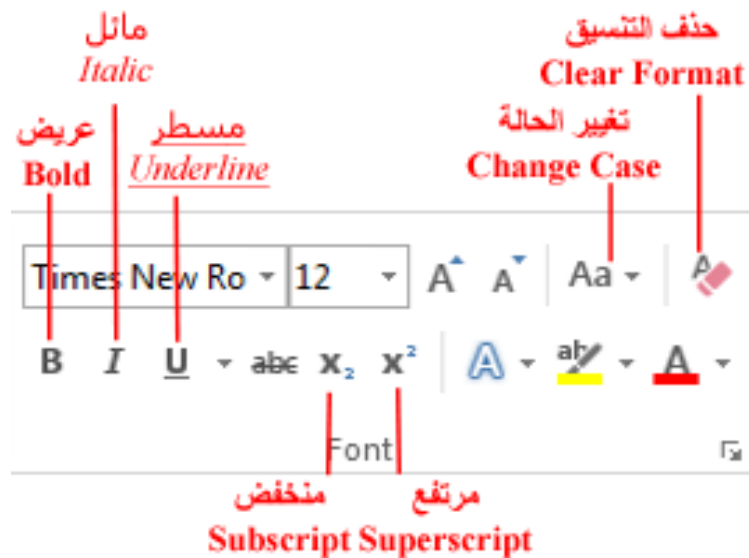 مائل
Italic
حذف التنسيق
Clear Format
عريض
Bold
مسطر
Underline
تغيير الحالة
Change Case
Times New Ro 12 A A Aa A
B I U abc x₂ x² A ab A
Font
منخفض
Subscript
مرتفع
Superscript